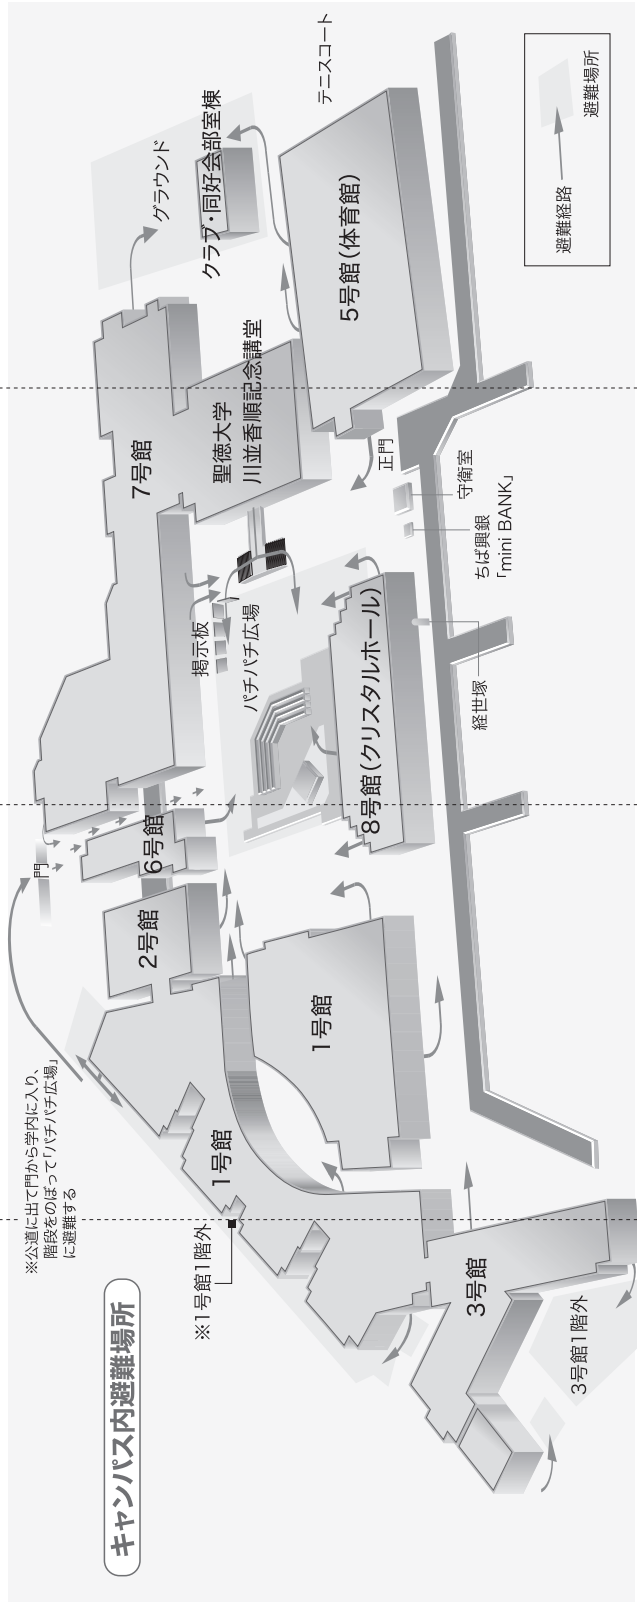 キャンパス内避難場所
※公道に出て門から学内に入り、
階段をのぼって「パチパチ広場」
に避難する
門
※1号館1階外
1号館
2号館
6号館
7号館
掲示板
パチパチ広場
聖徳大学
川並香順記念講堂
グラウンド
クラブ・同好会部室棟
テニスコート
5号館(体育館)
正門
守衛室
ちば興銀
「mini BANK」
8号館(クリスタルホール)
経世塚
1号館
3号館
3号館1階外
避難経路
避難場所